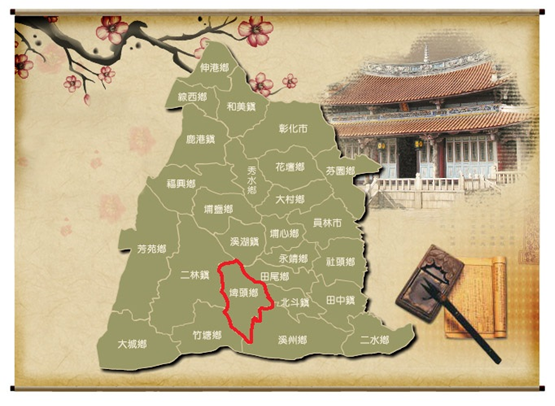 伸港鄉
線西鄉
和美鎮
鹿港鎮
彰化市
花壇鄉
芬園鄉
秀水鄉
福興鄉
大村鄉
埔鹽鄉
員林市
埔心鄉
溪湖鎮
芳苑鄉
永靖鄉
社頭鄉
二林鎮
田尾鄉
埤頭鄉
北斗鎮
田中鎮
竹塘鄉
大城鄉
溪州鄉
二水鄉